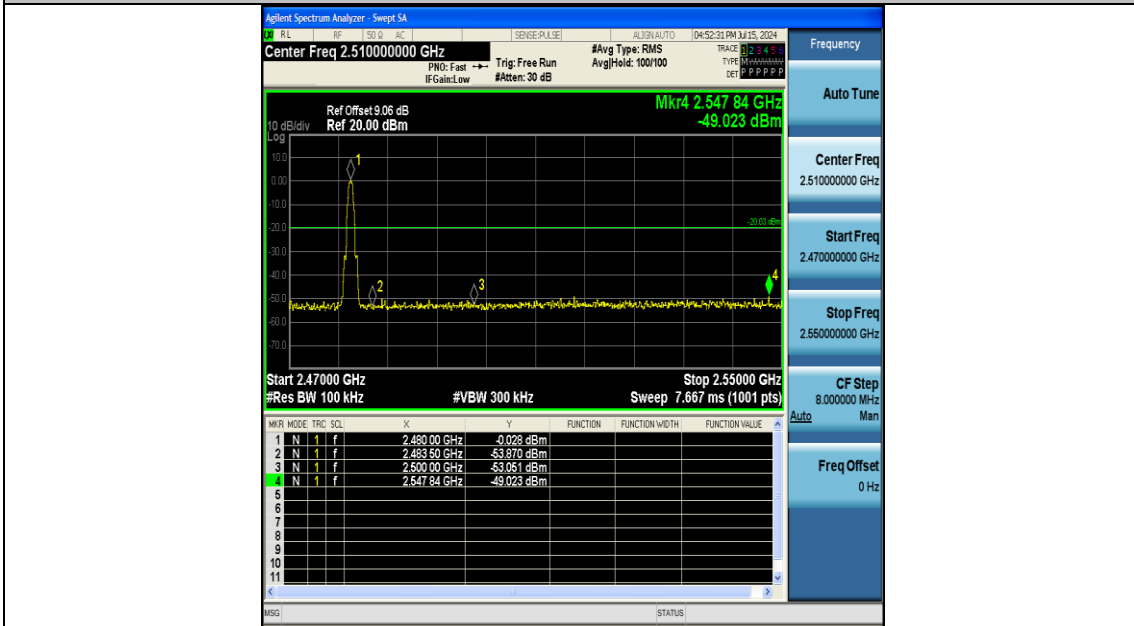 Agilent Spectrum Analyzer - Swept SA
RL RF 50 Ω AC SENSE:PULSE ALIGNAUTO 04:52:31 PM Jul 15, 2024
Center Freq 2.510000000 GHz
PNO: Fast
IFGain:Low
Trig: Free Run
#Atten: 30 dB
#Avg Type: RMS
Avg|Hold: 100/100
TRACE 1 2 3 4 5 6
TYPE
DET P P P P P P
Mkr4 2.547 84 GHz
-49.023 dBm
Ref Offset 9.06 dB
10 dB/div Ref 20.00 dBm
Log
10.0
0.00
-10.0
-20.0
-30.0
-40.0
-50.0
-60.0
-70.0
1
2
3
4
-20.03 dBm
Start 2.47000 GHz Stop 2.55000 GHz
#Res BW 100 kHz #VBW 300 kHz Sweep 7.667 ms (1001 pts)
MKR MODE TRC SCL X Y FUNCTION FUNCTION WIDTH FUNCTION VALUE
1 N 1 f 2.480 00 GHz -0.028 dBm
2 N 1 f 2.483 50 GHz -53.870 dBm
3 N 1 f 2.500 00 GHz -53.051 dBm
4 N 1 f 2.547 84 GHz -49.023 dBm
5
6
7
8
9
10
11
MSG STATUS
Frequency
Auto Tune
Center Freq
2.510000000 GHz
Start Freq
2.470000000 GHz
Stop Freq
2.550000000 GHz
CF Step
8.000000 MHz
Auto Man
Freq Offset
0 Hz